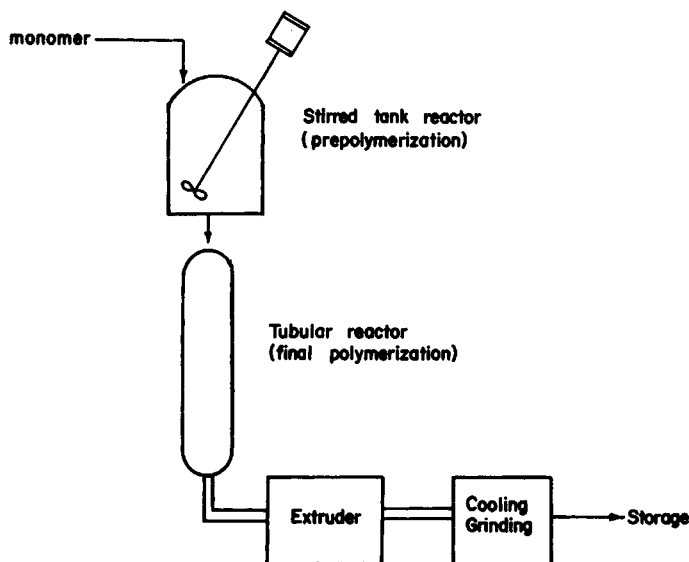 monomer
Stirred tank reactor
(prepolymerization)
Tubular reactor
(final polymerization)
Extruder
Cooling
Grinding
Storage